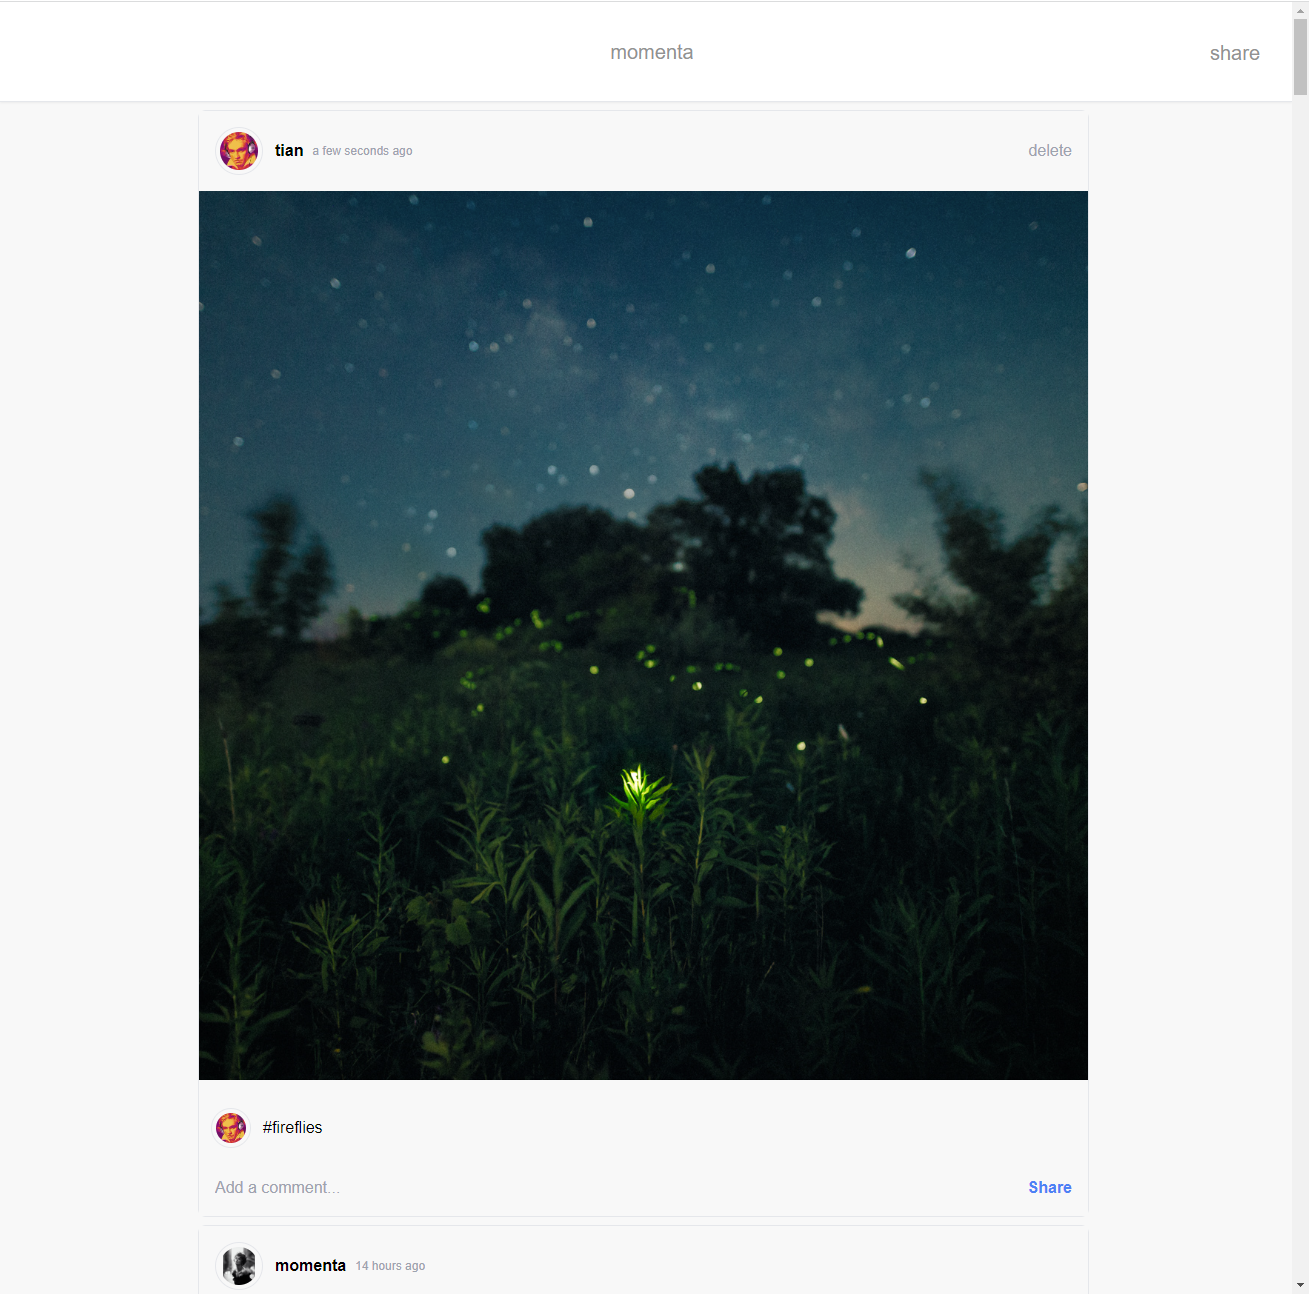 momenta
share
tian a few seconds ago delete
#fireflies
Add a comment... Share
momenta 14 hours ago